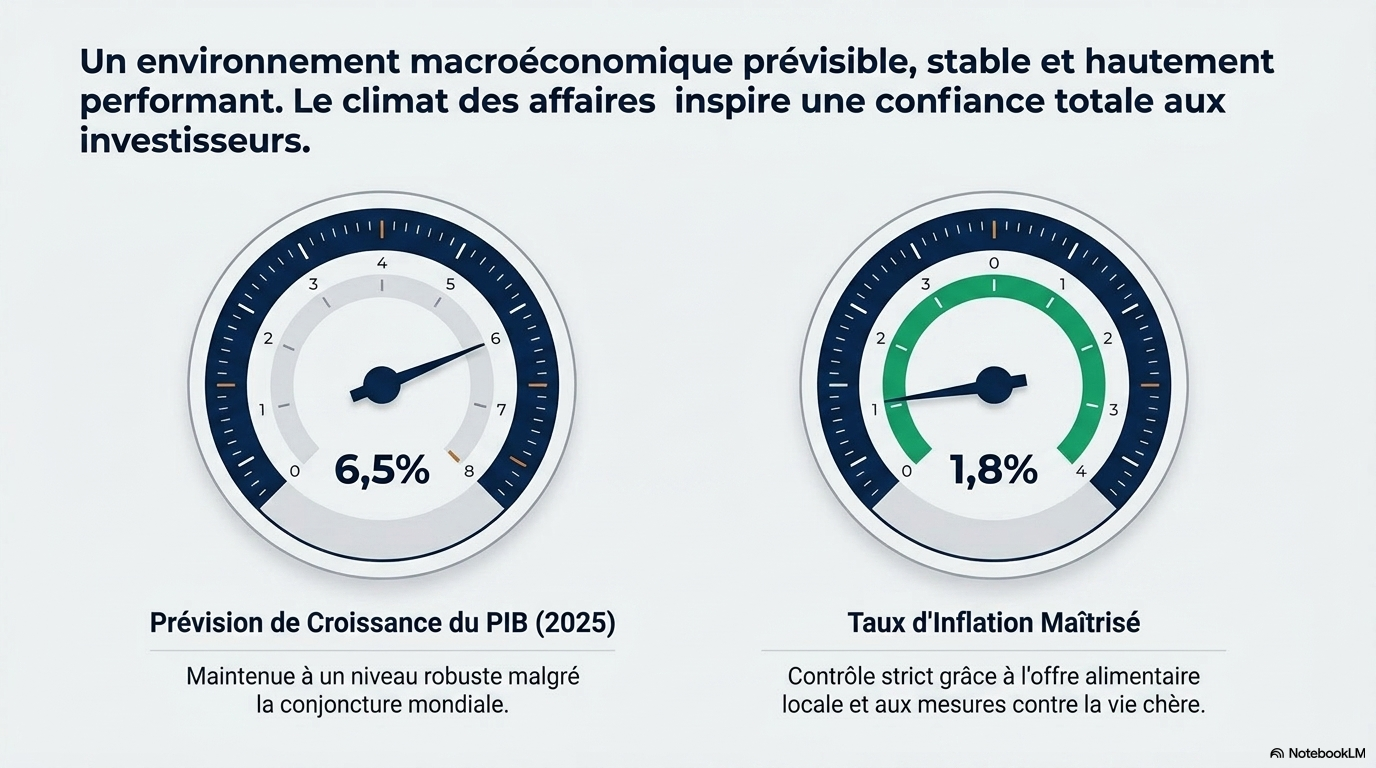 Un environnement macroéconomique prévisible, stable et hautement
performant. Le climat des affaires  inspire une confiance totale aux
investisseurs.
0
1
2
3
4
5
6
7
8
6,5%
Prévision de Croissance du PIB (2025)
Maintenue à un niveau robuste malgré
la conjoncture mondiale.
0
1
2
3
0
1
2
3
4
1,8%
Taux d'Inflation Maîtrisé
Contrôle strict grâce à l'offre alimentaire
locale et aux mesures contre la vie chère.
NotebookLM